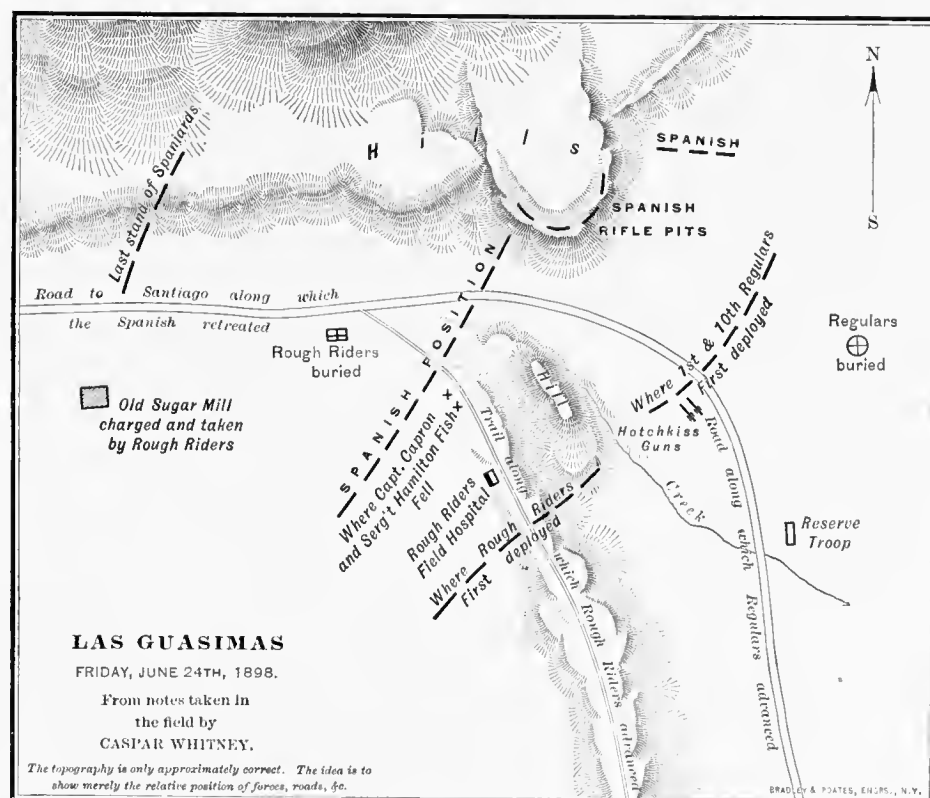 N
S
Hills
SPANISH
SPANISH
RIFLE PITS
Last stand of Spaniards
SPANISH POSITION
Road to Santiago along which
the Spanish retreated
Rough Riders
buried
Where 1st & 10th Regulars
First deployed
Regulars
buried
Hill
Hotchkiss
Guns
Old Sugar Mill
charged and taken
by Rough Riders
Where Capt. Capron x
and Serg't Hamilton Fish x
Fell
Rough Riders
Field Hospital
Where Rough Riders
First deployed
Trail along which Rough Riders advanced
Creek
Road along which Regulars advanced
Reserve
Troop
LAS GUASIMAS
FRIDAY, JUNE 24TH, 1898.
From notes taken in
the field by
CASPAR WHITNEY.
The topography is only approximately correct. The idea is to
show merely the relative position of forces, roads, &c.
BRADLEY & POATES, ENGRS., N.Y.